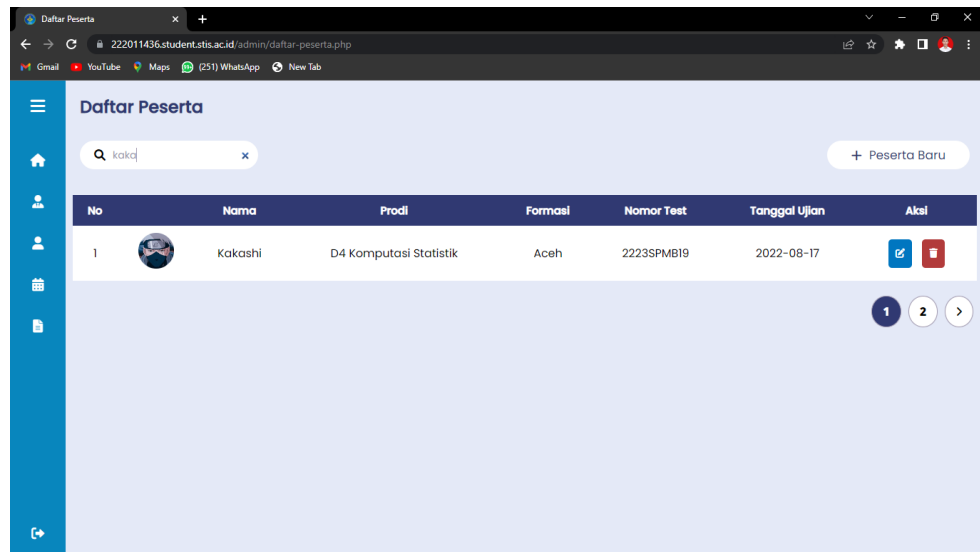 Daftar Peserta
222011436.student.stis.ac.id/admin/daftar-peserta.php
Gmail YouTube Maps (251) WhatsApp New Tab
Daftar Peserta
kaka
+ Peserta Baru
No Nama Prodi Formasi Nomor Test Tanggal Ujian Aksi
1 Kakashi D4 Komputasi Statistik Aceh 2223SPMB19 2022-08-17
1 2 >